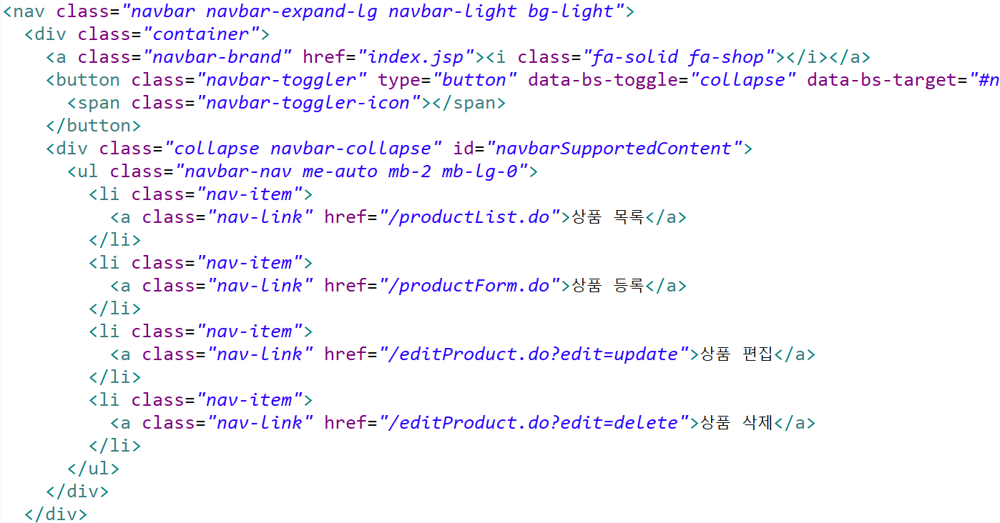 <nav class="navbar navbar-expand-lg navbar-light bg-light">
  <div class="container">
    <a class="navbar-brand" href="index.jsp"><i class="fa-solid fa-shop"></i></a>
    <button class="navbar-toggler" type="button" data-bs-toggle="collapse" data-bs-target="#n
      <span class="navbar-toggler-icon"></span>
    </button>
    <div class="collapse navbar-collapse" id="navbarSupportedContent">
      <ul class="navbar-nav me-auto mb-2 mb-lg-0">
        <li class="nav-item">
          <a class="nav-link" href="/productList.do">상품 목록</a>
        </li>
        <li class="nav-item">
          <a class="nav-link" href="/productForm.do">상품 등록</a>
        </li>
        <li class="nav-item">
          <a class="nav-link" href="/editProduct.do?edit=update">상품 편집</a>
        </li>
        <li class="nav-item">
          <a class="nav-link" href="/editProduct.do?edit=delete">상품 삭제</a>
        </li>
      </ul>
    </div>
  </div>